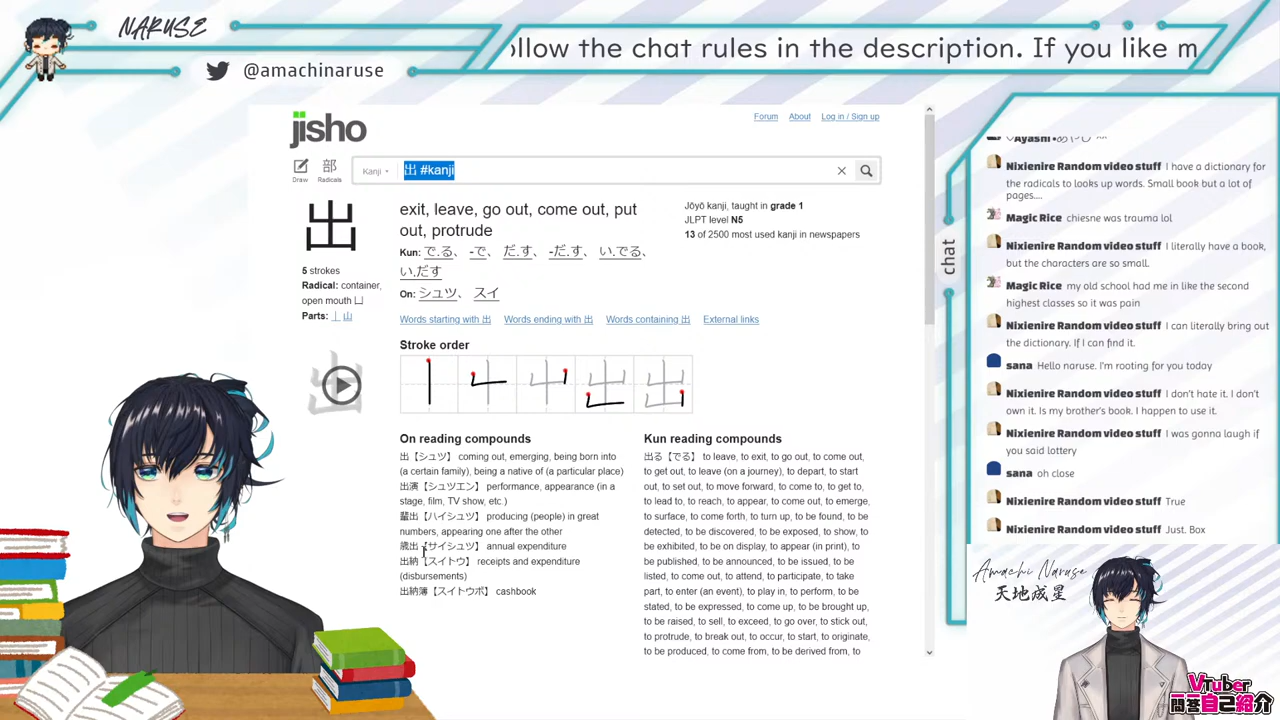 NARUSE
@amachinaruse
ollow the chat rules in the description. If you like m
jisho
Forum About Log in / Sign up
Draw
部
Radicals
Kanji
出 #kanji
出
5 strokes
Radical: container,
open mouth 凵
Parts: 丨 山
exit, leave, go out, come out, put
out, protrude
Kun: で.る、 -で、 だ.す、 -だ.す、 い.でる、
い.だす
On: シュツ、 スイ
Jōyō kanji, taught in grade 1
JLPT level N5
13 of 2500 most used kanji in newspapers
Words starting with 出 Words ending with 出 Words containing 出 External links
Stroke order
On reading compounds
出【シュツ】 coming out, emerging, being born into
(a certain family), being a native of (a particular place)
出演【シュツエン】 performance, appearance (in a
stage, film, TV show, etc.)
輩出【ハイシュツ】 producing (people) in great
numbers, appearing one after the other
歳出【サイシュツ】 annual expenditure
出納【スイトウ】 receipts and expenditure
(disbursements)
出納簿【スイトウボ】 cashbook
Kun reading compounds
出る【でる】 to leave, to exit, to go out, to come out,
to get out, to leave (on a journey), to depart, to start
out, to set out, to move forward, to come to, to get to,
to lead to, to reach, to appear, to come out, to emerge,
to surface, to come forth, to turn up, to be found, to be
detected, to be discovered, to be exposed, to show, to
be exhibited, to be on display, to appear (in print), to
be published, to be announced, to be issued, to be
listed, to come out, to attend, to participate, to take
part, to enter (an event), to play in, to perform, to be
stated, to be expressed, to come up, to be brought up,
to be raised, to sell, to exceed, to go over, to stick out,
to protrude, to break out, to occur, to start, to originate,
to be produced, to come from, to be derived from, to
chat
Ayashi •あやし ^^
Nixienire Random video stuff I have a dictionary for
the radicals to looks up words. Small book but a lot of
pages....
Magic Rice chiesne was trauma lol
Nixienire Random video stuff I literally have a book,
but the characters are so small.
Magic Rice my old school had me in like the second
highest classes so it was pain
Nixienire Random video stuff I can literally bring out
the dictionary. If I can find it.
sana Hello naruse. I'm rooting for you today
Nixienire Random video stuff I don't hate it. I don't
own it. Is my brother's book. I happen to use it.
Nixienire Random video stuff I was gonna laugh if
you said lottery
sana oh close
Nixienire Random video stuff True
Nixienire Random video stuff Just. Box
Amachi Naruse
天地成星
VTuber
問答自己紹介